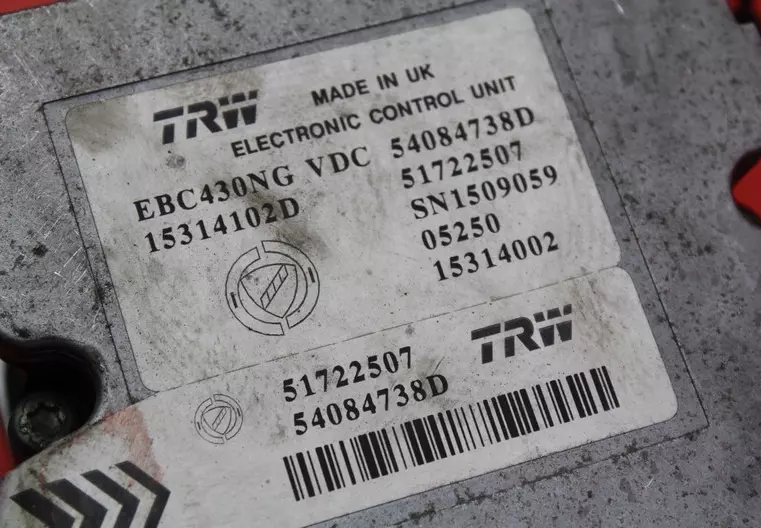 TRW MADE IN UK
ELECTRONIC CONTROL UNIT
EBC430NG VDC 54084738D
15314102D 51722507
SN1509059
05250
15314002
51722507 TRW
54084738D